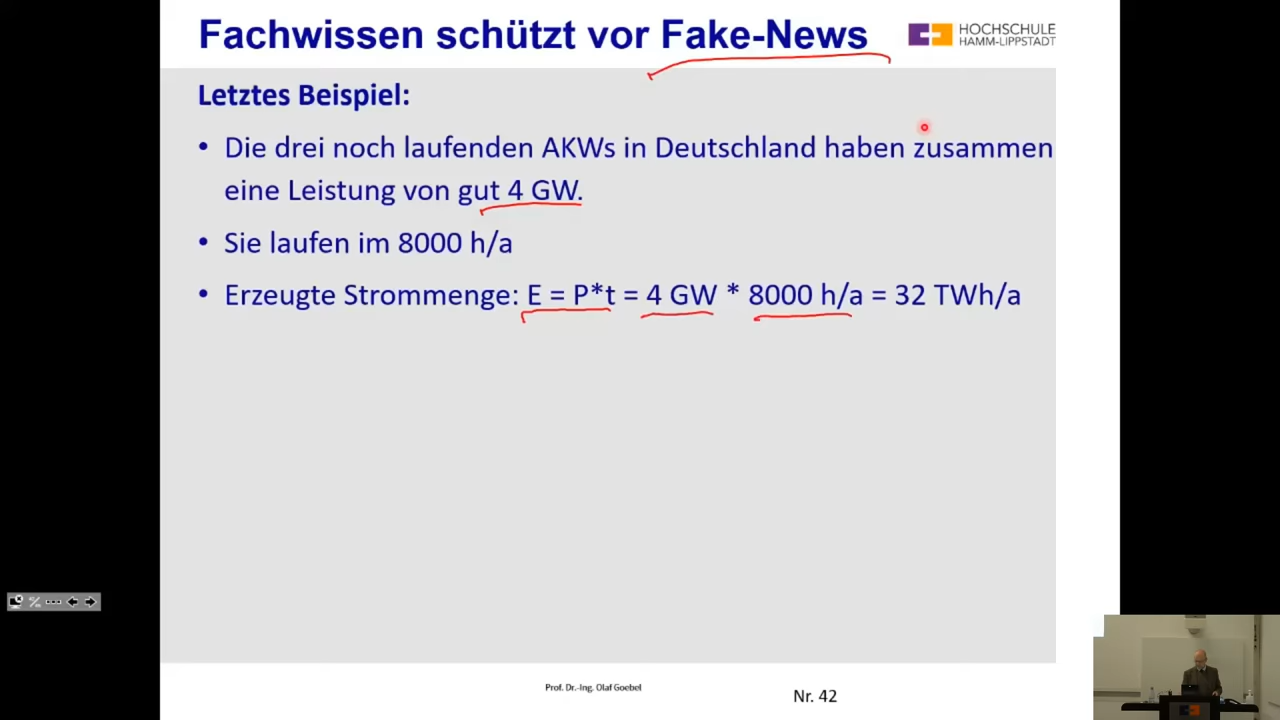 Fachwissen schützt vor Fake-News
HOCHSCHULE
HAMM-LIPPSTADT
Letztes Beispiel:
• Die drei noch laufenden AKWs in Deutschland haben zusammen
eine Leistung von gut 4 GW.
• Sie laufen im 8000 h/a
• Erzeugte Strommenge: E = P*t = 4 GW * 8000 h/a = 32 TWh/a
Prof. Dr.-Ing. Olaf Goebel
Nr. 42